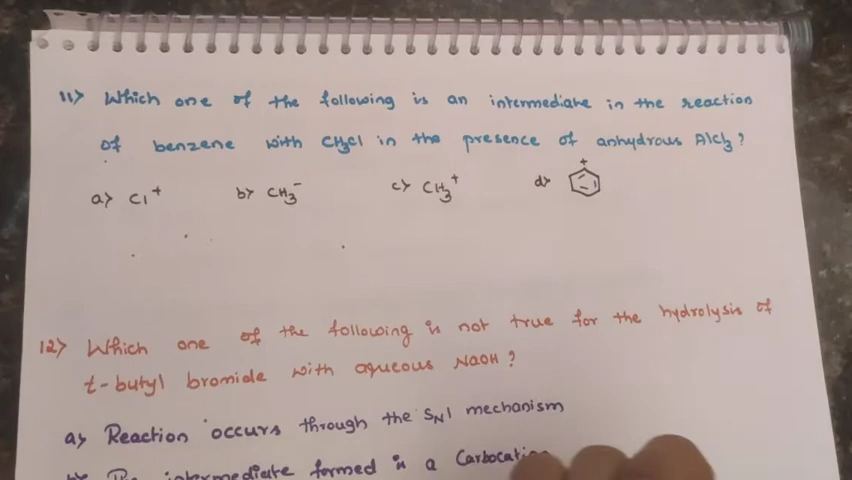 11) Which one of the following is an intermediate in the reaction
of benzene with CH3Cl in the presence of anhydrous AlCl3?
a) Cl+ b) CH3- c) CH3+ d) +
12) Which one of the following is not true for the hydrolysis of
t-butyl bromide with aqueous NaOH?
a) Reaction occurs through the SN1 mechanism
b) The intermediate formed is a